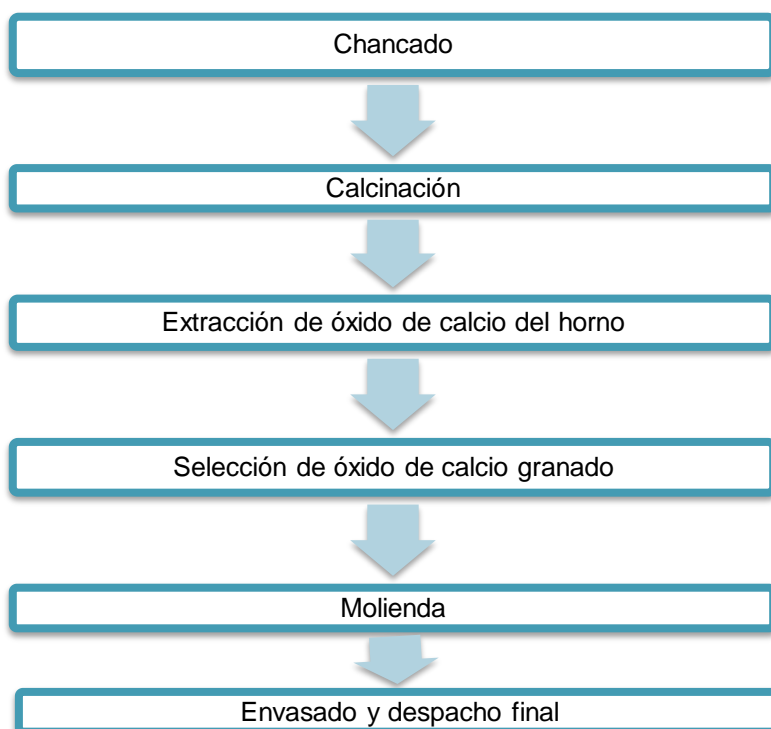 Chancado
Calcinación
Extracción de óxido de calcio del horno
Selección de óxido de calcio granado
Molienda
Envasado y despacho final